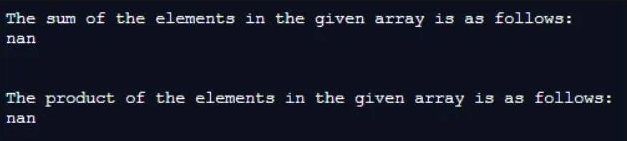 The sum of the elements in the given array is as follows:
nan
The product of the elements in the given array is as follows:
nan